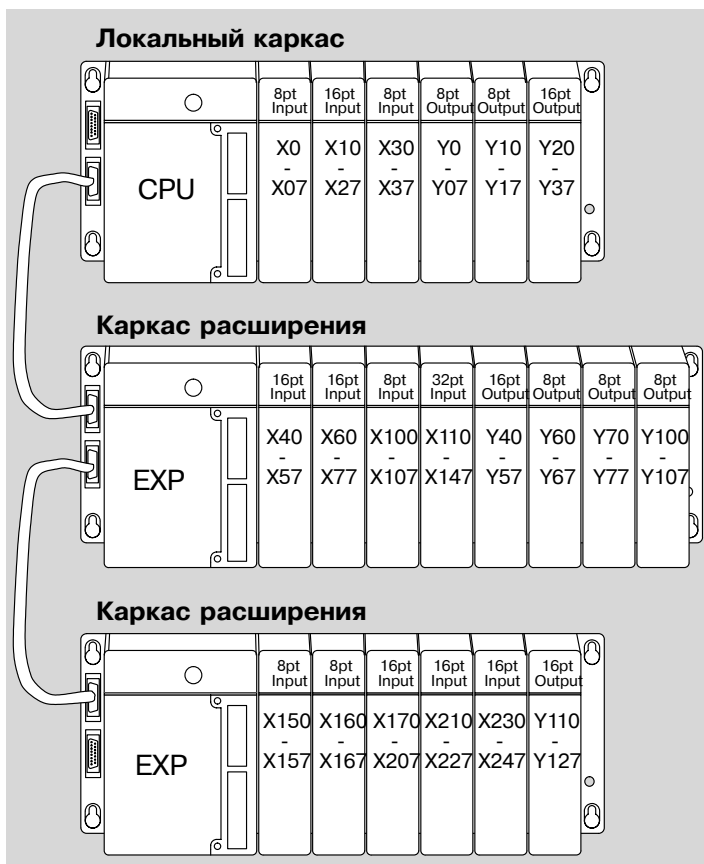 Локальный каркас
8pt 16pt 8pt 8pt 8pt 16pt
Input Input Input Output Output Output
X0 X10 X30 Y0 Y10 Y20
- - - - - -
CPU X07 X27 X37 Y07 Y17 Y37
Каркас расширения
16pt 16pt 8pt 32pt 16pt 8pt 8pt 8pt
Input Input Input Input Output Output Output Output
X40 X60 X100 X110 Y40 Y60 Y70 Y100
- - - - - - - -
EXP X57 X77 X107 X147 Y57 Y67 Y77 Y107
Каркас расширения
8pt 8pt 16pt 16pt 16pt 16pt
Input Input Input Input Input Output
X150 X160 X170 X210 X230 Y110
- - - - - -
EXP X157 X167 X207 X227 X247 Y127